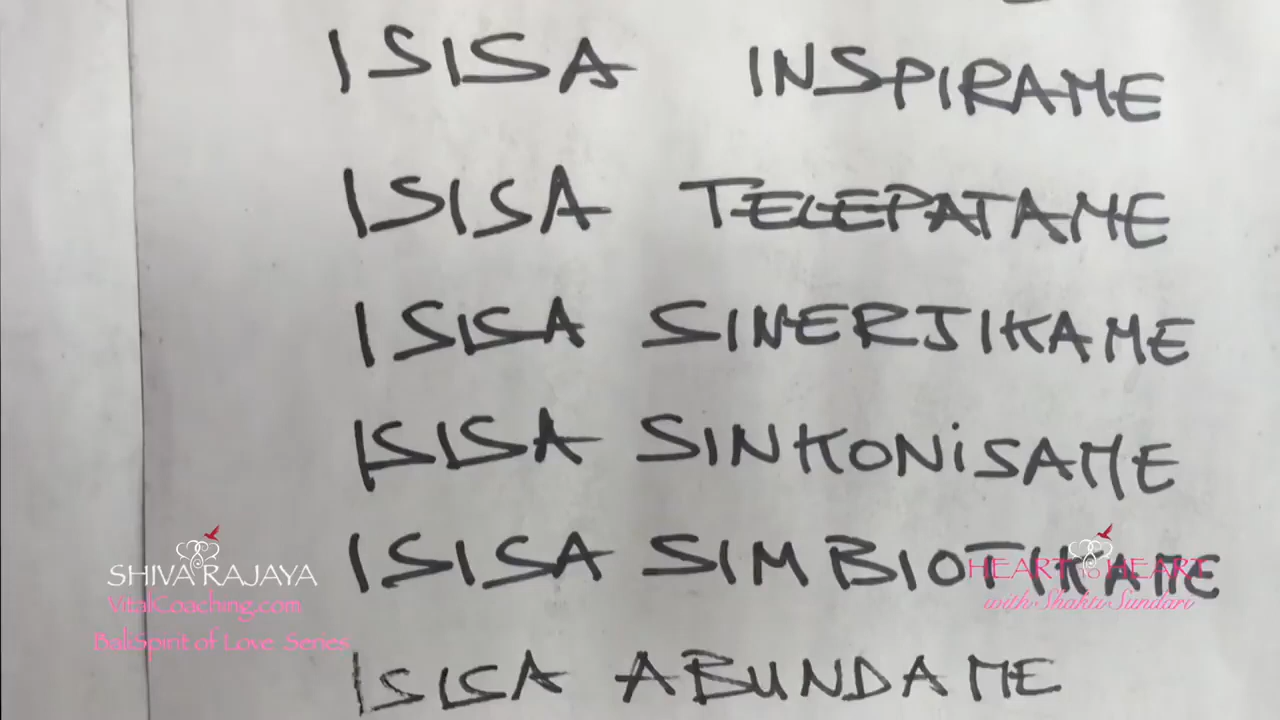 ISISA INSPIRAME
ISISA TELEPATAME
ISISA SINERJIKAME
ISISA SINKONiSAME
ISISA SIMBIOTIKAME
ISISA ABUNDAME
SHIVA RAJAYA
VitalCoaching.com
BaliSpirit of Love Series
HEART to HEART
with Shakti Sundari